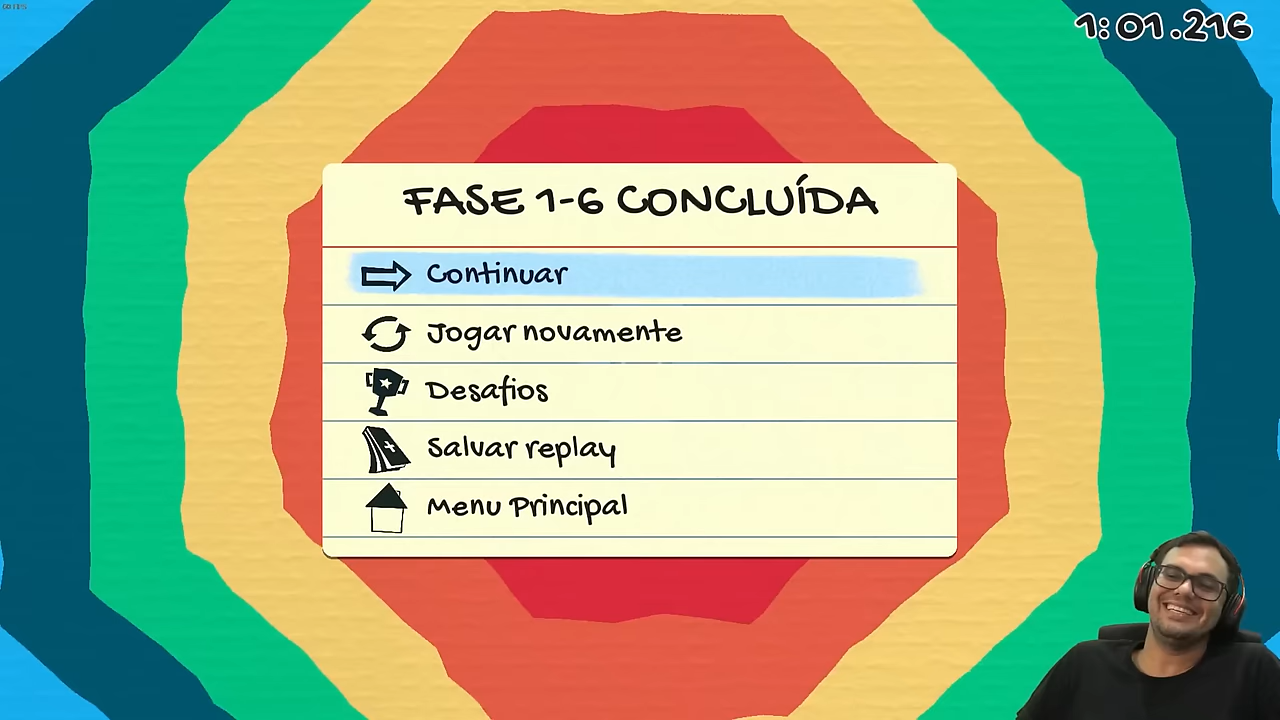 1:01.216
FASE 1-6 CONCLUÍDA
Continuar
Jogar novamente
Desafios
Salvar replay
Menu Principal